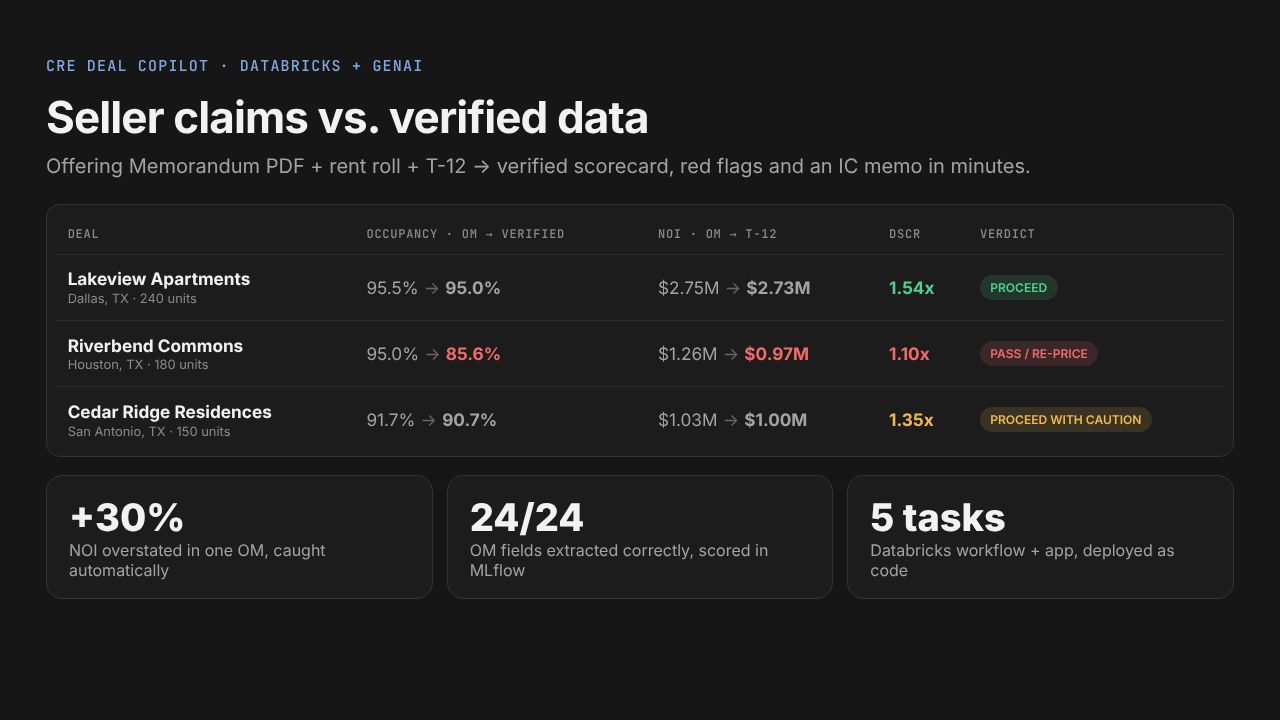 CRE DEAL COPILOT · DATABRICKS + GENAI
Seller claims vs. verified data
Offering Memorandum PDF + rent roll + T-12 → verified scorecard, red flags and an IC memo in minutes.
DEAL OCCUPANCY · OM → VERIFIED NOI · OM → T-12 DSCR VERDICT
Lakeview Apartments
Dallas, TX · 240 units
95.5% → 95.0% $2.75M → $2.73M 1.54x PROCEED
Riverbend Commons
Houston, TX · 180 units
95.0% → 85.6% $1.26M → $0.97M 1.10x PASS / RE-PRICE
Cedar Ridge Residences
San Antonio, TX · 150 units
91.7% → 90.7% $1.03M → $1.00M 1.35x PROCEED WITH CAUTION
+30%
NOI overstated in one OM, caught
automatically
24/24
OM fields extracted correctly, scored in
MLflow
5 tasks
Databricks workflow + app, deployed as
code